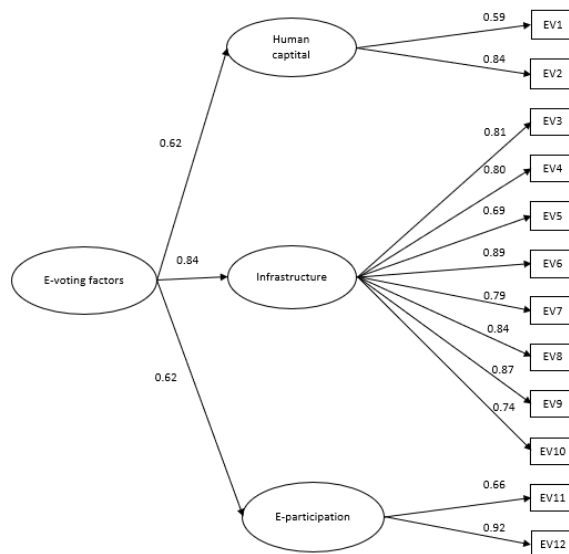 0.59
EV1
Human
captital
0.84
EV2
0.81
EV3
0.62
0.80
EV4
0.69
EV5
0.89
EV6
E-voting factors
0.84
Infrastructure
0.79
EV7
0.84
EV8
0.62
0.87
EV9
0.74
EV10
0.66
EV11
E-participation
0.92
EV12